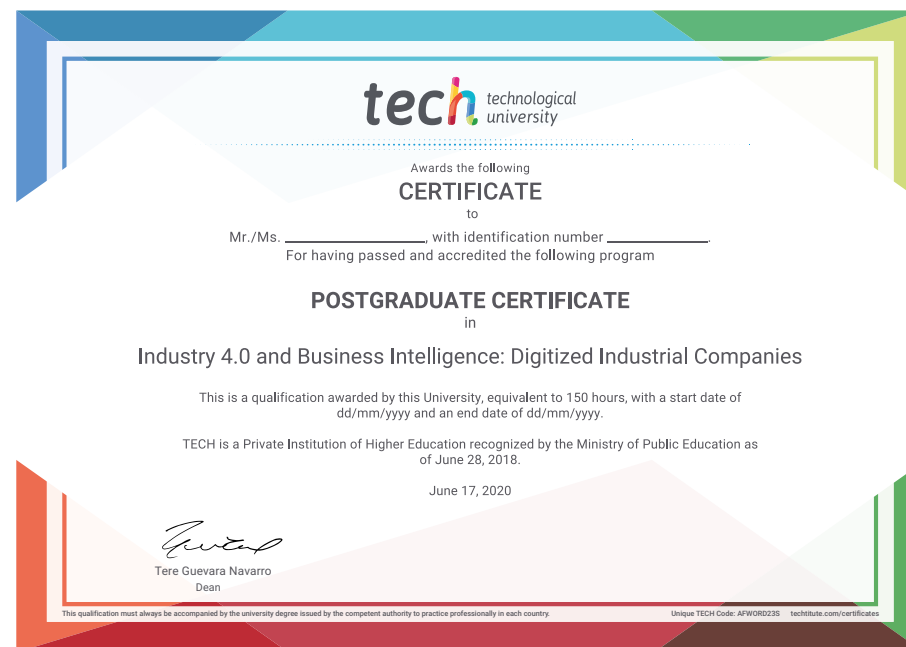 tech technological
university
Awards the following
CERTIFICATE
to
Mr./Ms. ____________________, with identification number ______________.
For having passed and accredited the following program
POSTGRADUATE CERTIFICATE
in
Industry 4.0 and Business Intelligence: Digitized Industrial Companies
This is a qualification awarded by this University, equivalent to 150 hours, with a start date of
dd/mm/yyyy and an end date of dd/mm/yyyy.
TECH is a Private Institution of Higher Education recognized by the Ministry of Public Education as
of June 28, 2018.
June 17, 2020
Tere Guevara Navarro
Dean
This qualification must always be accompanied by the university degree issued by the competent authority to practice professionally in each country. Unique TECH Code: AFWORD23S techtitute.com/certificates